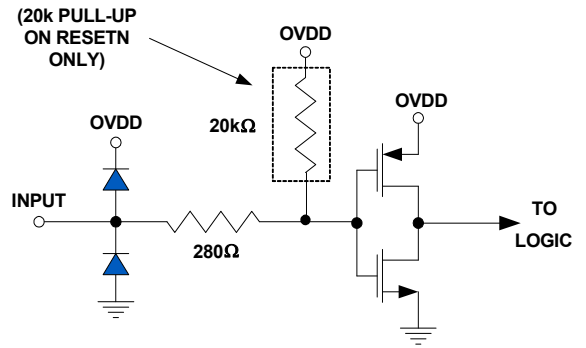 (20k PULL-UP
ON RESETN
ONLY)
OVDD
20kΩ
OVDD
OVDD
INPUT
280Ω
TO
LOGIC